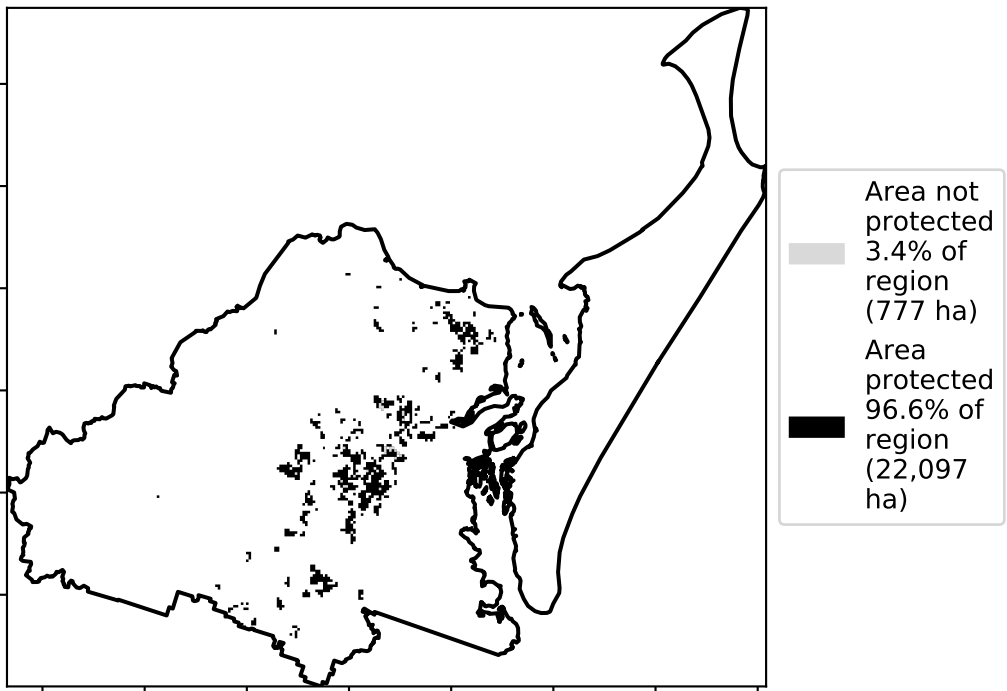 Area not
protected
3.4% of
region
(777 ha)
Area
protected
96.6% of
region
(22,097
ha)